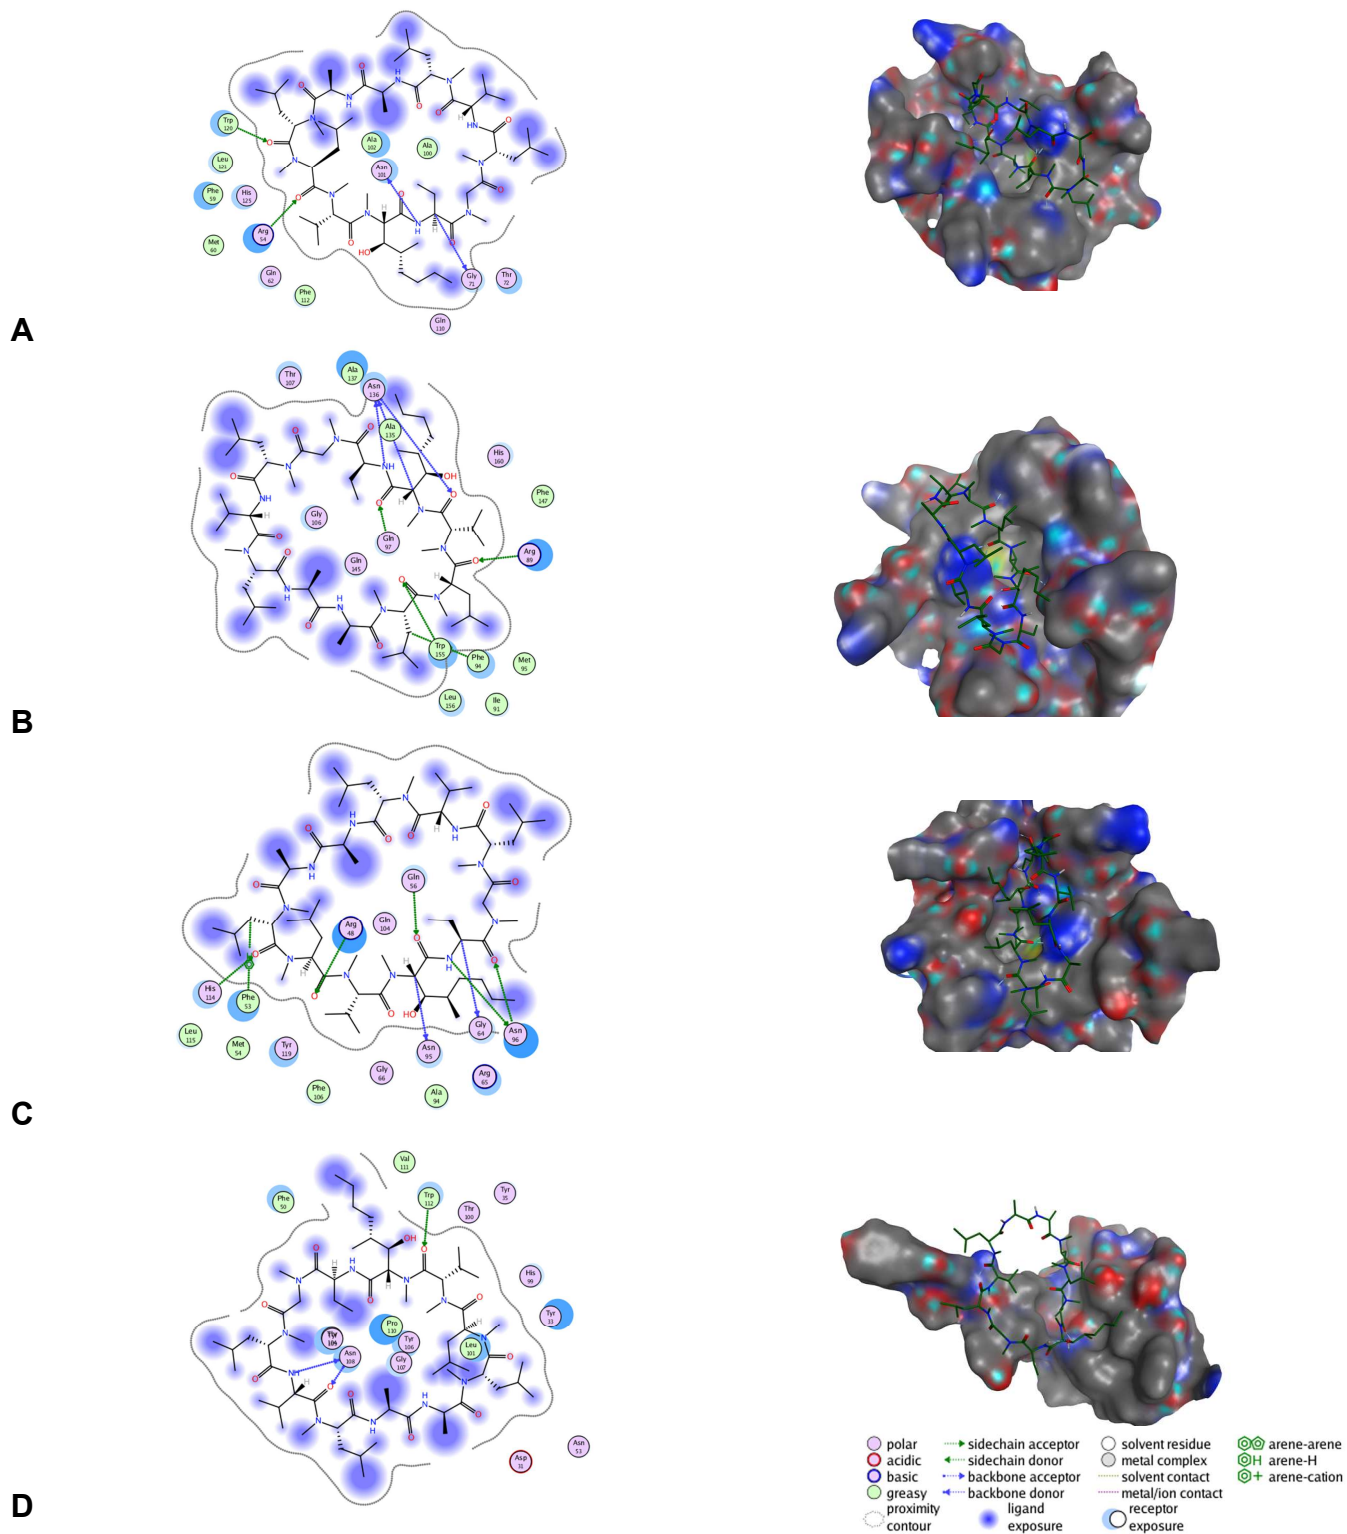 Trp
120
Leu
121
Phe
59
His
125
Arg
54
Met
60
Gln
62
Phe
112
Ala
102
Ala
100
Asn
101
Gly
71
Thr
72
Gln
110
A
Thr
107
Ala
137
Asn
136
Ala
135
His
160
Phe
147
Gly
106
Gln
97
Gln
145
Arg
89
Trp
155
Phe
94
Met
95
Leu
156
Ile
91
B
Gln
56
Arg
48
Gln
104
His
114
Phe
53
Leu
115
Met
54
Tyr
119
Gly
64
Asn
96
Asn
95
Gly
66
Arg
65
Phe
106
Ala
94
C
Val
111
Phe
50
Trp
112
Tyr
35
Thr
100
His
99
Tyr
33
Pro
110
Tyr
106
Leu
101
Asn
108
Gly
107
Asn
53
Asp
31
D
polar sidechain acceptor solvent residue arene-arene
acidic sidechain donor metal complex H arene-H
basic backbone acceptor solvent contact + arene-cation
greasy backbone donor metal/ion contact
proximity contour ligand exposure receptor exposure